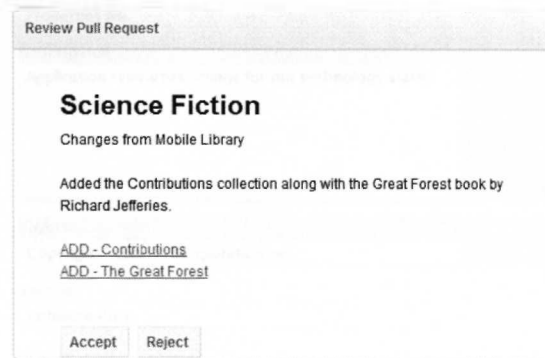 Review Pull Request
Science Fiction
Changes from Mobile Library
Added the Contributions collection along with the Great Forest book by
Richard Jefferies.
ADD - Contributions
ADD - The Great Forest
Accept Reject